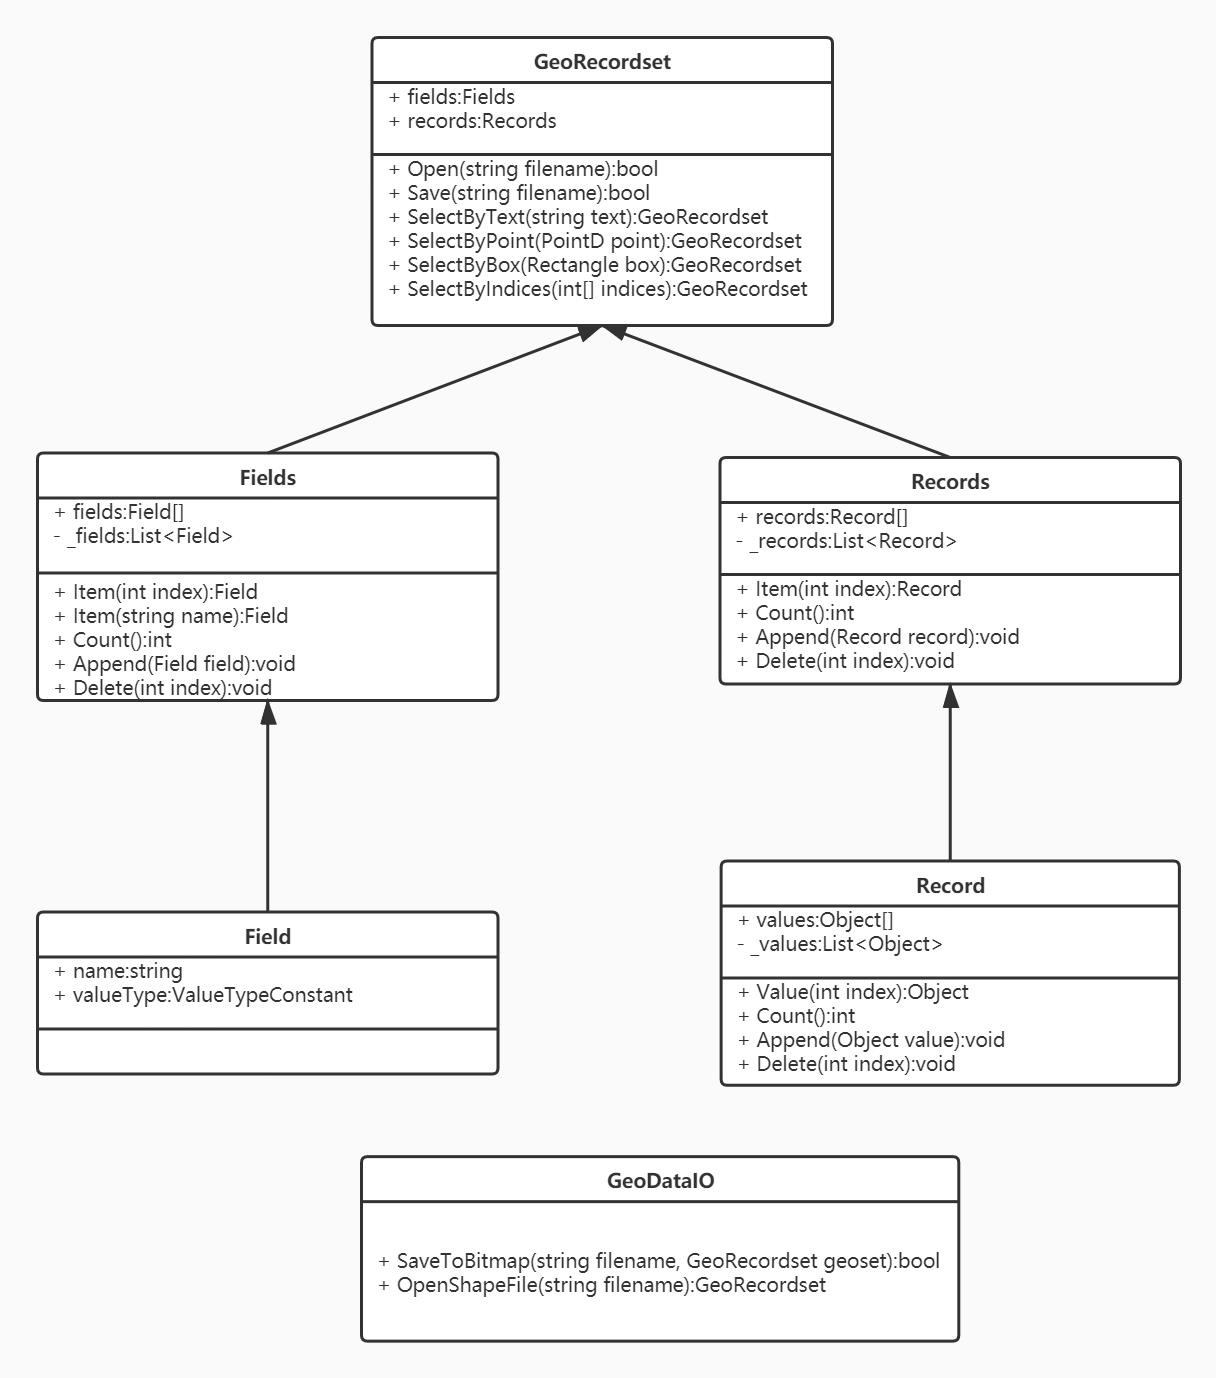 GeoRecordset
+ fields:Fields
+ records:Records
+ Open(string filename):bool
+ Save(string filename):bool
+ SelectByText(string text):GeoRecordset
+ SelectByPoint(PointD point):GeoRecordset
+ SelectByBox(Rectangle box):GeoRecordset
+ SelectByIndices(int[] indices):GeoRecordset
Fields
+ fields:Field[]
- _fields:List<Field>
+ Item(int index):Field
+ Item(string name):Field
+ Count():int
+ Append(Field field):void
+ Delete(int index):void
Records
+ records:Record[]
- _records:List<Record>
+ Item(int index):Record
+ Count():int
+ Append(Record record):void
+ Delete(int index):void
Field
+ name:string
+ valueType:ValueTypeConstant
Record
+ values:Object[]
- _values:List<Object>
+ Value(int index):Object
+ Count():int
+ Append(Object value):void
+ Delete(int index):void
GeoDataIO
+ SaveToBitmap(string filename, GeoRecordset geoset):bool
+ OpenShapeFile(string filename):GeoRecordset